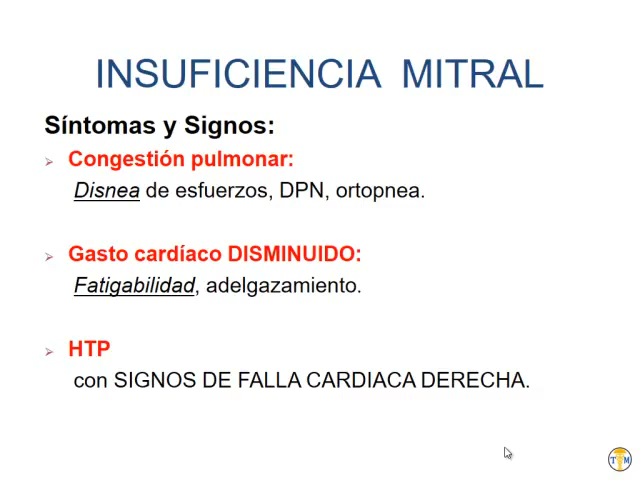 INSUFICIENCIA MITRAL
Síntomas y Signos:
Congestión pulmonar:
Disnea de esfuerzos, DPN, ortopnea.
Gasto cardíaco DISMINUIDO:
Fatigabilidad, adelgazamiento.
HTP
con SIGNOS DE FALLA CARDIACA DERECHA.
T M